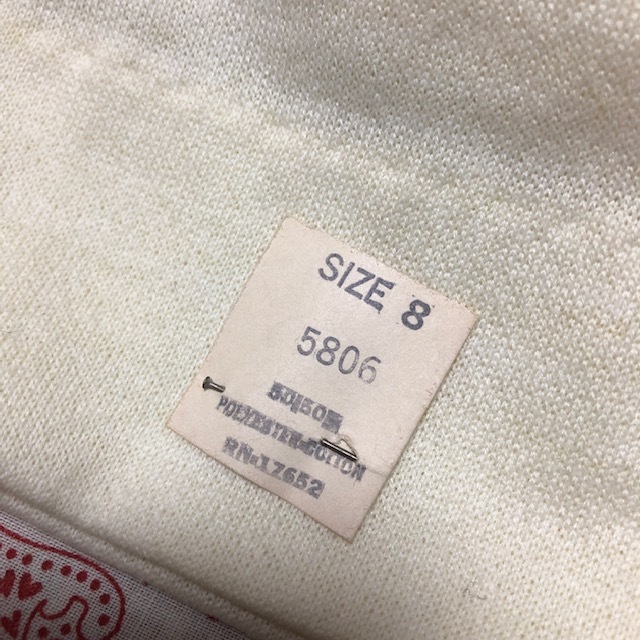 SIZE 8
5806
50%50%
POLYESTER-COTTON
RN-17652